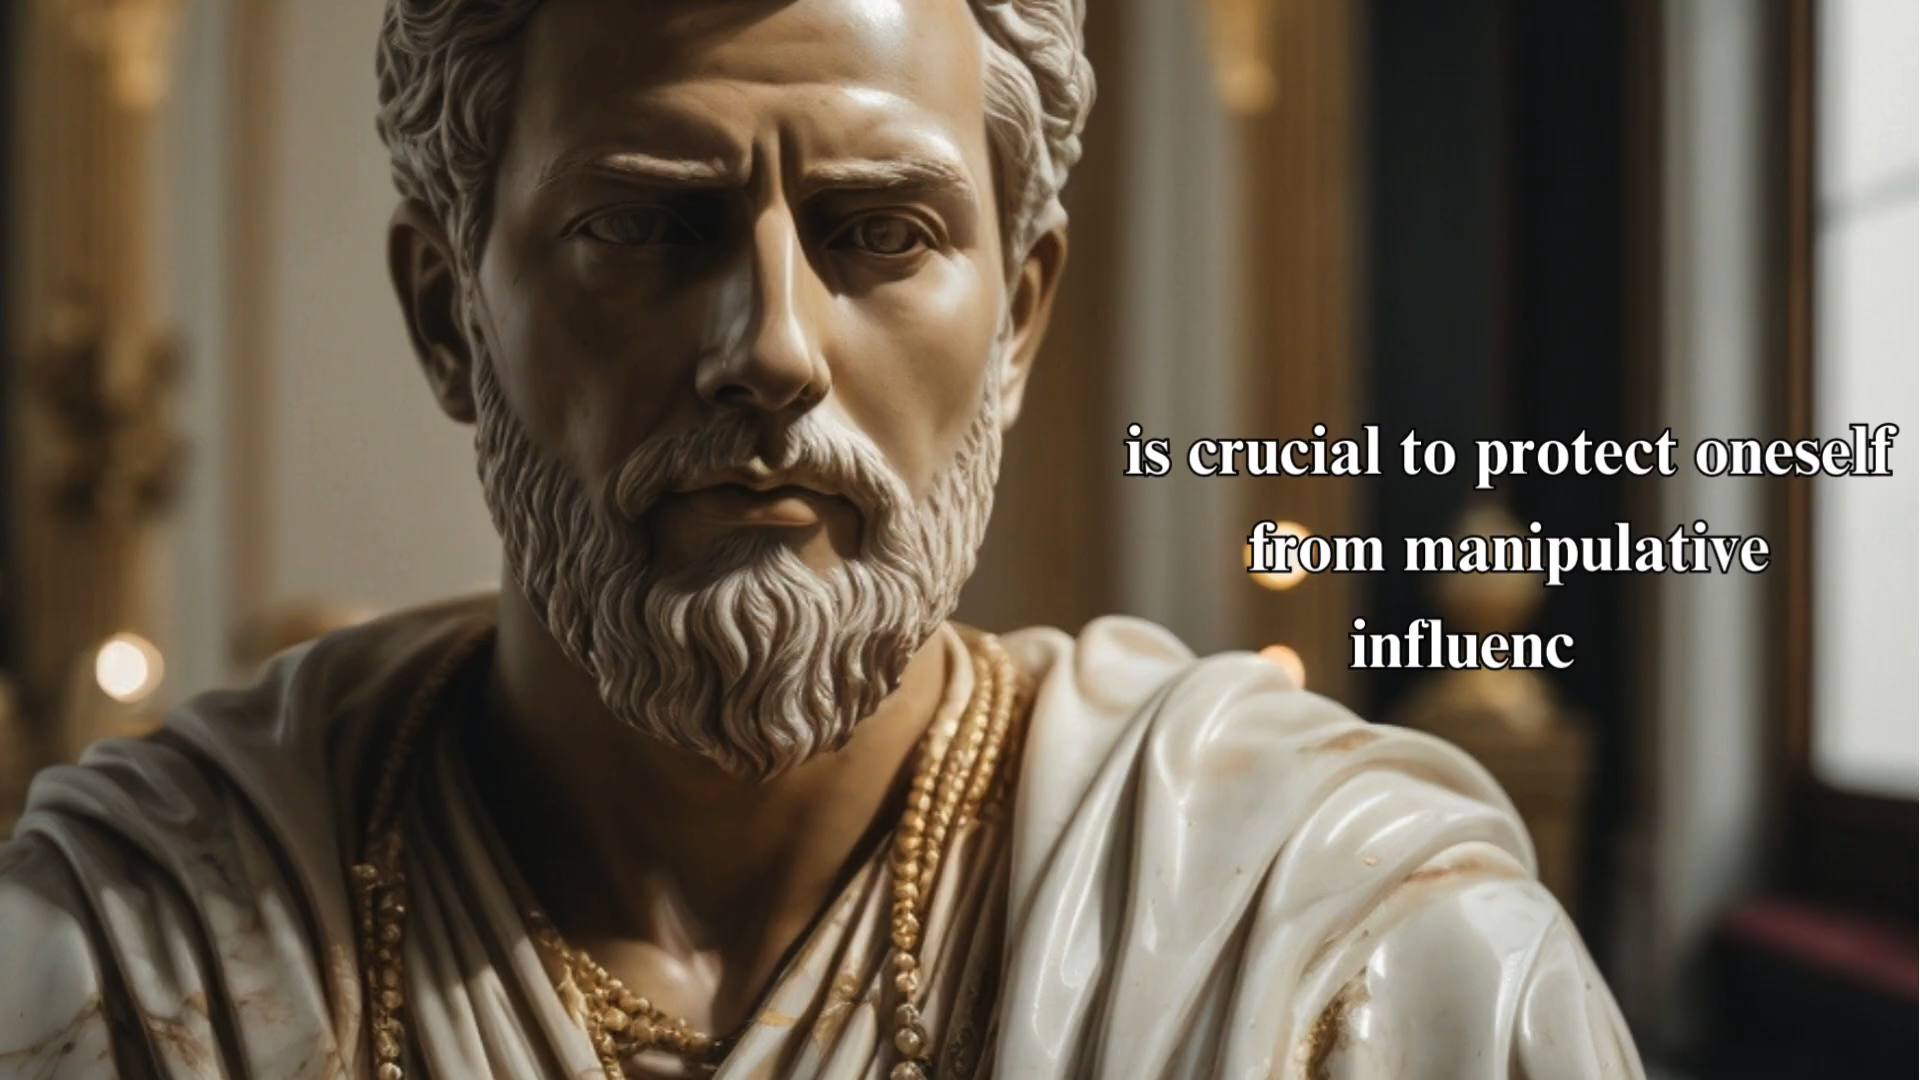 is crucial to protect oneself
from manipulative
influenc